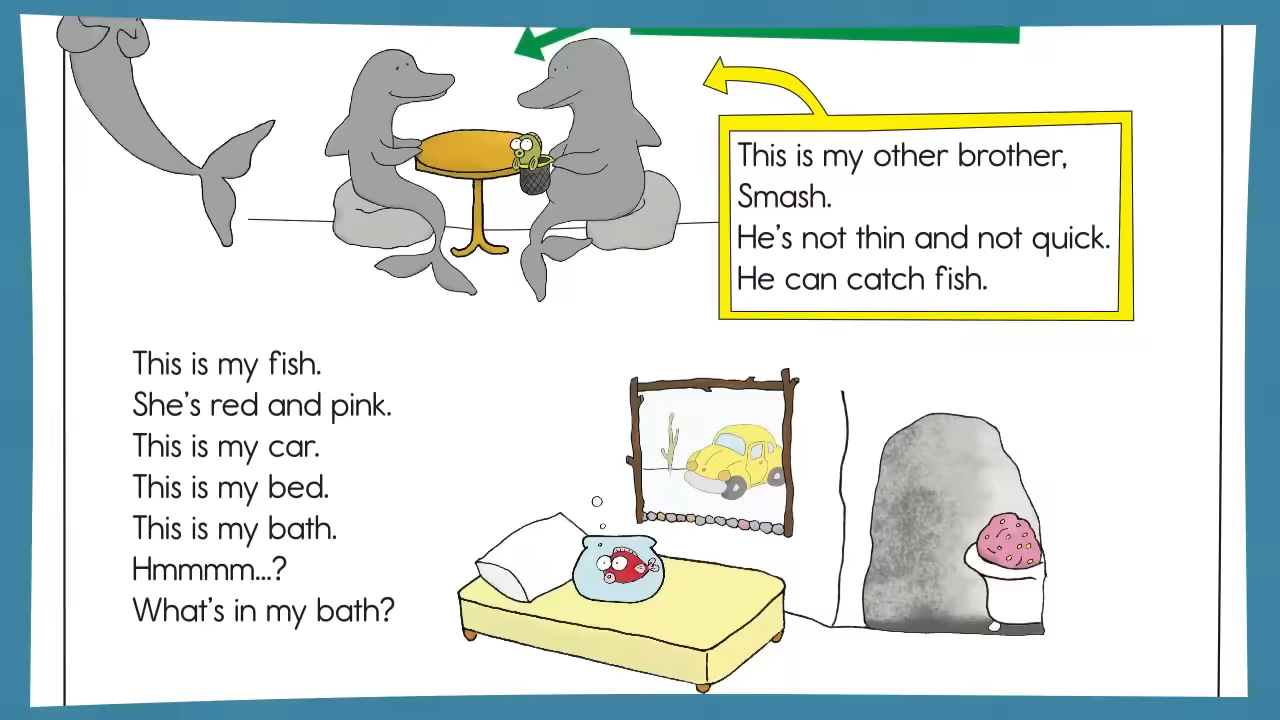 This is my other brother,
Smash.
He's not thin and not quick.
He can catch fish.
This is my fish.
She's red and pink.
This is my car.
This is my bed.
This is my bath.
Hmmmm...?
What's in my bath?